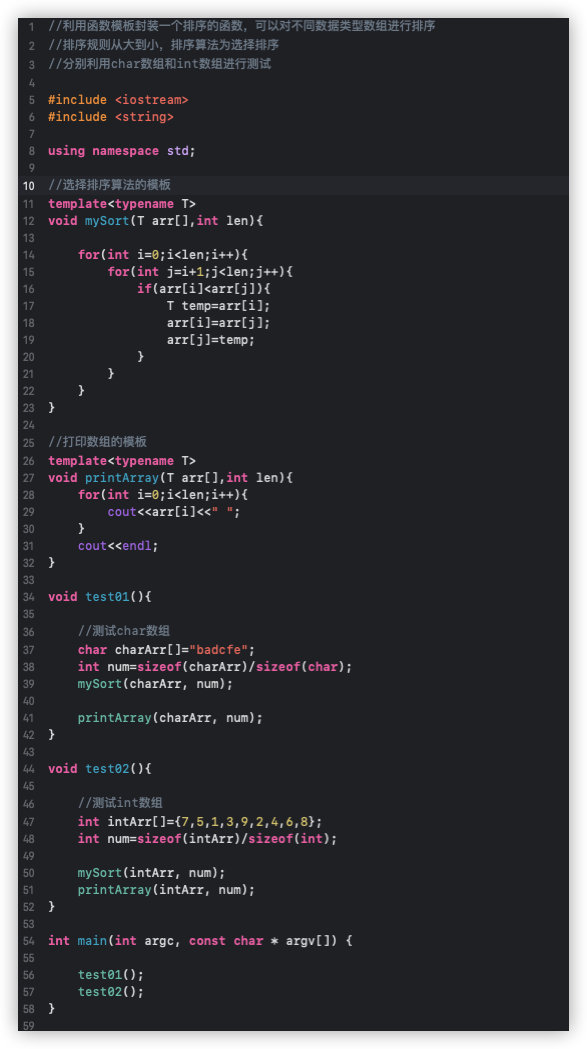 1 //利用函数模板封装一个排序的函数，可以对不同数据类型数组进行排序
2 //排序规则从大到小，排序算法为选择排序
3 //分别利用char数组和int数组进行测试
4
5 #include <iostream>
6 #include <string>
7
8 using namespace std;
9
10 //选择排序算法的模板
11 template<typename T>
12 void mySort(T arr[],int len){
13
14     for(int i=0;i<len;i++){
15         for(int j=i+1;j<len;j++){
16             if(arr[i]<arr[j]){
17                 T temp=arr[i];
18                 arr[i]=arr[j];
19                 arr[j]=temp;
20             }
21         }
22     }
23 }
24
25 //打印数组的模板
26 template<typename T>
27 void printArray(T arr[],int len){
28     for(int i=0;i<len;i++){
29         cout<<arr[i]<<" ";
30     }
31     cout<<endl;
32 }
33
34 void test01(){
35
36     //测试char数组
37     char charArr[]="badcfe";
38     int num=sizeof(charArr)/sizeof(char);
39     mySort(charArr, num);
40
41     printArray(charArr, num);
42 }
43
44 void test02(){
45
46     //测试int数组
47     int intArr[]={7,5,1,3,9,2,4,6,8};
48     int num=sizeof(intArr)/sizeof(int);
49
50     mySort(intArr, num);
51     printArray(intArr, num);
52 }
53
54 int main(int argc, const char * argv[]) {
55
56     test01();
57     test02();
58 }
59